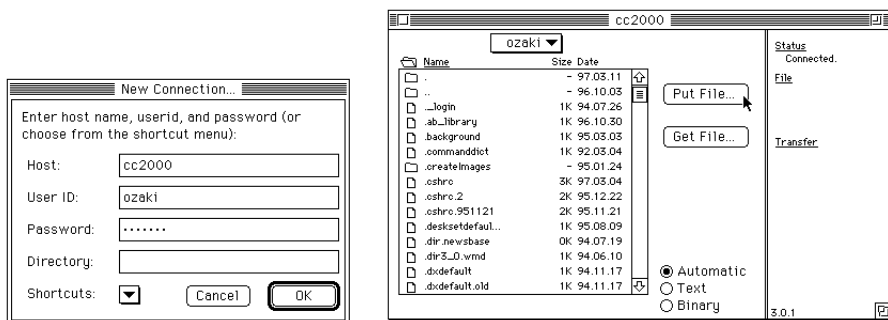 New Connection...
Enter host name, userid, and password (or
choose from the shortcut menu):
Host: cc2000
User ID: ozaki
Password: •••••••
Directory:
Shortcuts: Cancel OK
cc2000
ozaki
Name Size Date
. - 97.03.11
.. - 96.10.03
._login 1K 94.07.26
.ab_library 1K 96.10.30
.background 1K 95.03.03
.commanddict 1K 92.03.04
.createImages - 95.01.24
.cshrc 3K 97.03.04
.cshrc.2 2K 95.12.22
.cshrc.951121 2K 95.11.21
.desksetdefaul... 1K 95.08.09
.dir.newsbase 0K 94.07.19
.dir3_0.wmd 1K 94.06.10
.dxdefault 1K 94.11.17
.dxdefault.old 1K 94.11.17
Put File...
Get File...
Automatic
Text
Binary
Status
Connected.
File
Transfer
3.0.1